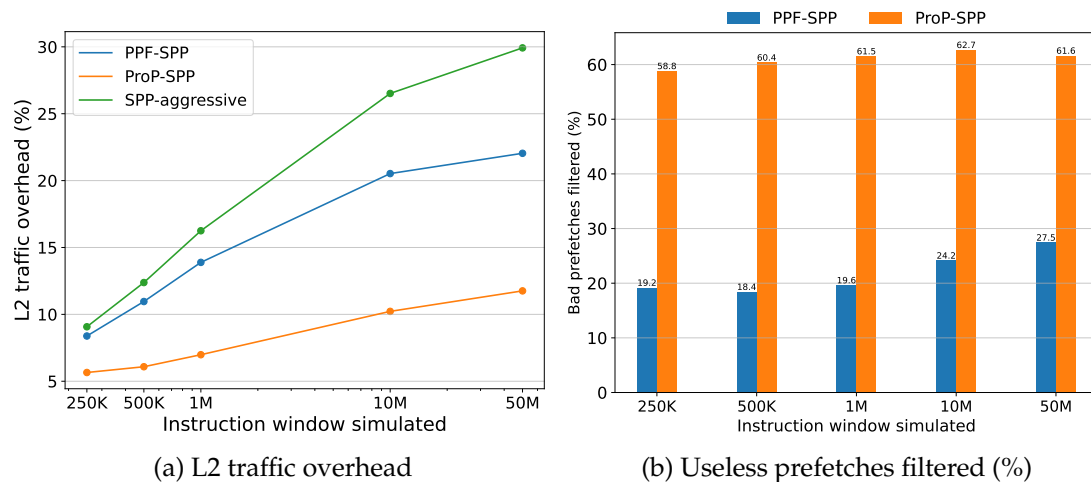 PPF-SPP
ProP-SPP
SPP-aggressive
L2 traffic overhead (%)
30
25
20
15
10
5
250K 500K 1M 10M 50M
Instruction window simulated
(a) L2 traffic overhead
PPF-SPP ProP-SPP
Bad prefetches filtered (%)
60
50
40
30
20
10
0
58.8 60.4 61.5 62.7 61.6
19.2 18.4 19.6 24.2 27.5
250K 500K 1M 10M 50M
Instruction window simulated
(b) Useless prefetches filtered (%)